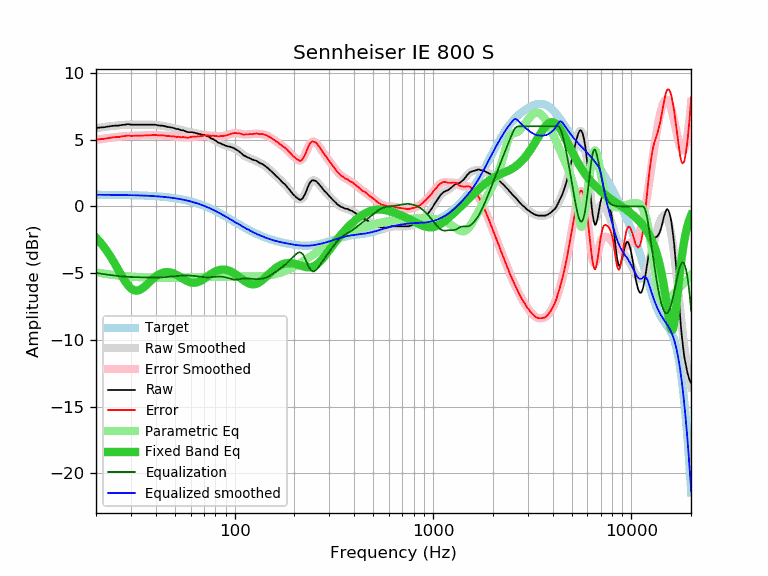 Sennheiser IE 800 S
10
5
0
−5
−10
−15
−20
Amplitude (dBr)
Target
Raw Smoothed
Error Smoothed
Raw
Error
Parametric Eq
Fixed Band Eq
Equalization
Equalized smoothed
100
1000
10000
Frequency (Hz)